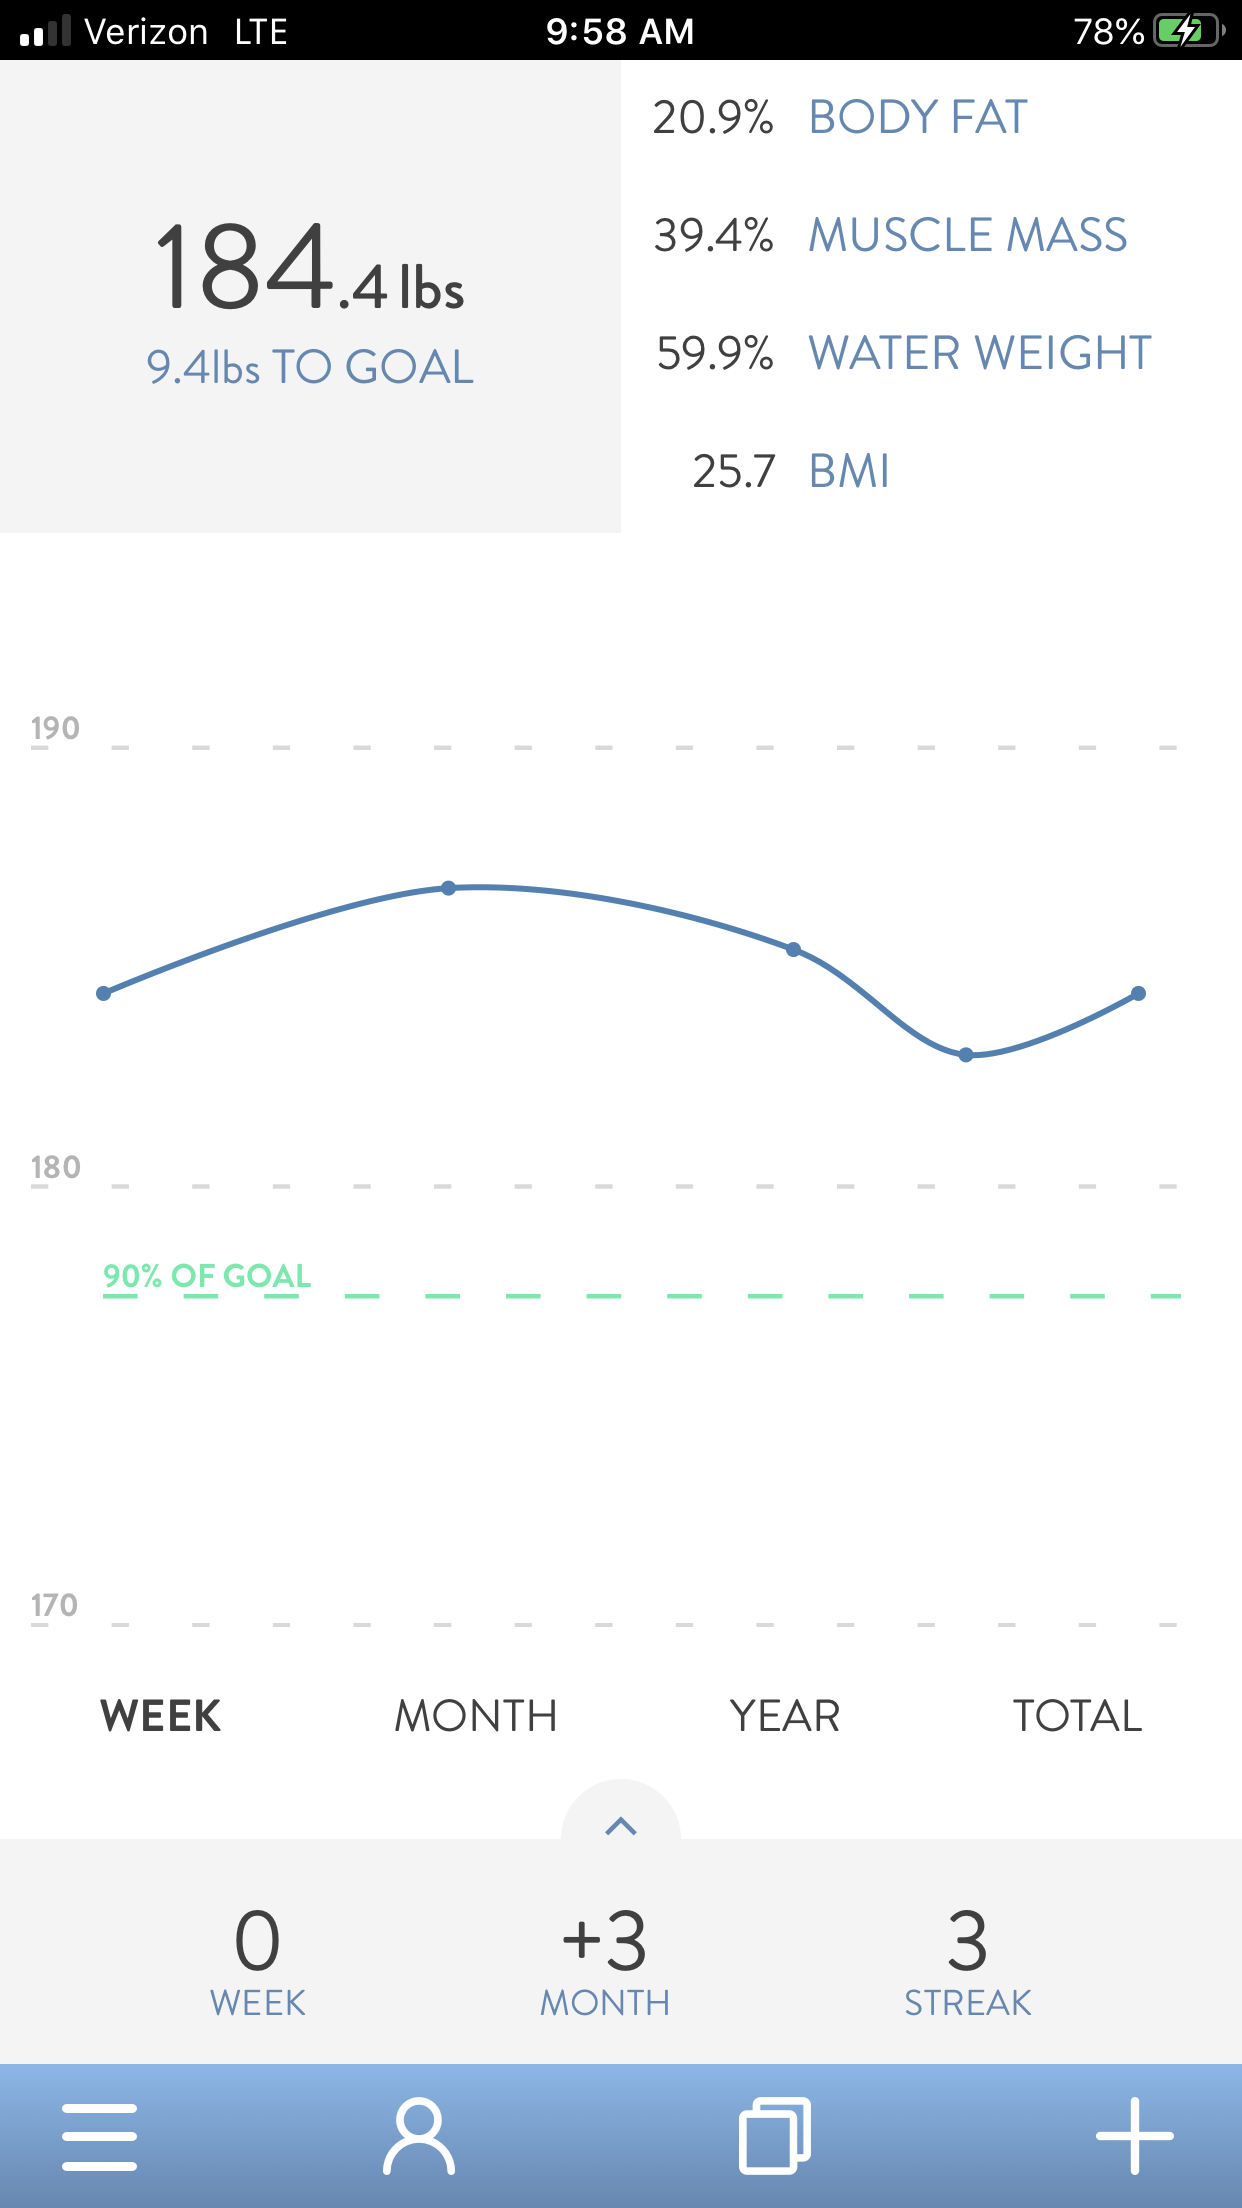 Verizon LTE 9:58 AM 78%
184.4 lbs
9.4lbs TO GOAL
20.9% BODY FAT
39.4% MUSCLE MASS
59.9% WATER WEIGHT
25.7 BMI
190
180
90% OF GOAL
170
WEEK MONTH YEAR TOTAL
0 +3 3
WEEK MONTH STREAK